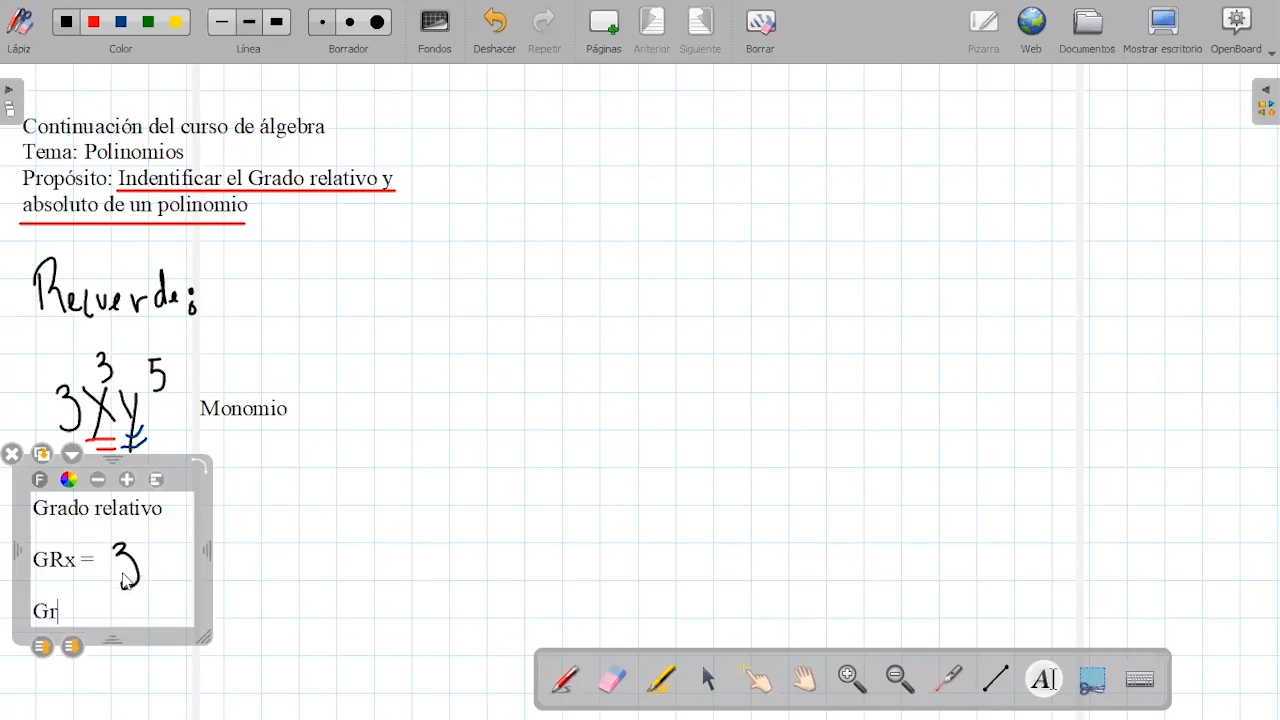 Lápiz Color Línea Borrador Fondos Deshacer Repetir Páginas Anterior Siguiente Borrar Pizarra Web Documentos Mostrar escritorio OpenBoard
Continuación del curso de álgebra
Tema: Polinomios
Propósito: Indentificar el Grado relativo y
absoluto de un polinomio
Recuerde:
3x³y⁵ Monomio
F
Grado relativo
GRx = 3
Gr
AI